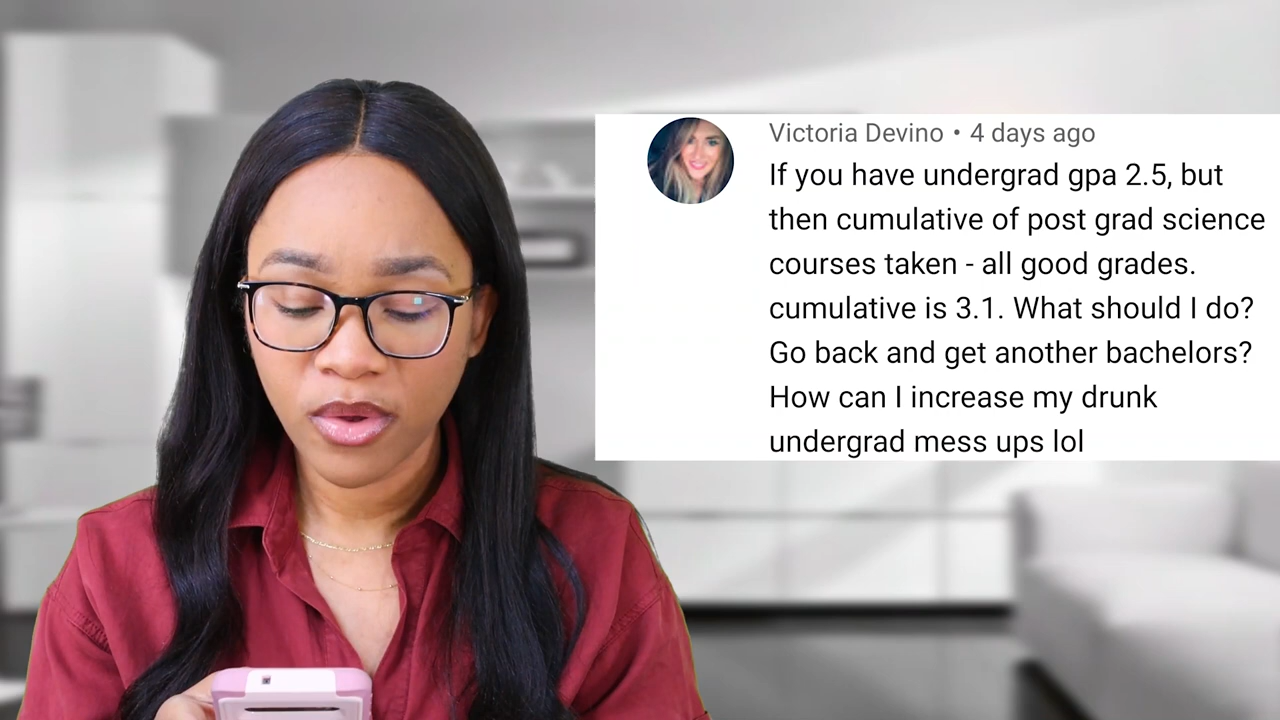 Victoria Devino • 4 days ago
If you have undergrad gpa 2.5, but
then cumulative of post grad science
courses taken - all good grades.
cumulative is 3.1. What should I do?
Go back and get another bachelors?
How can I increase my drunk
undergrad mess ups lol